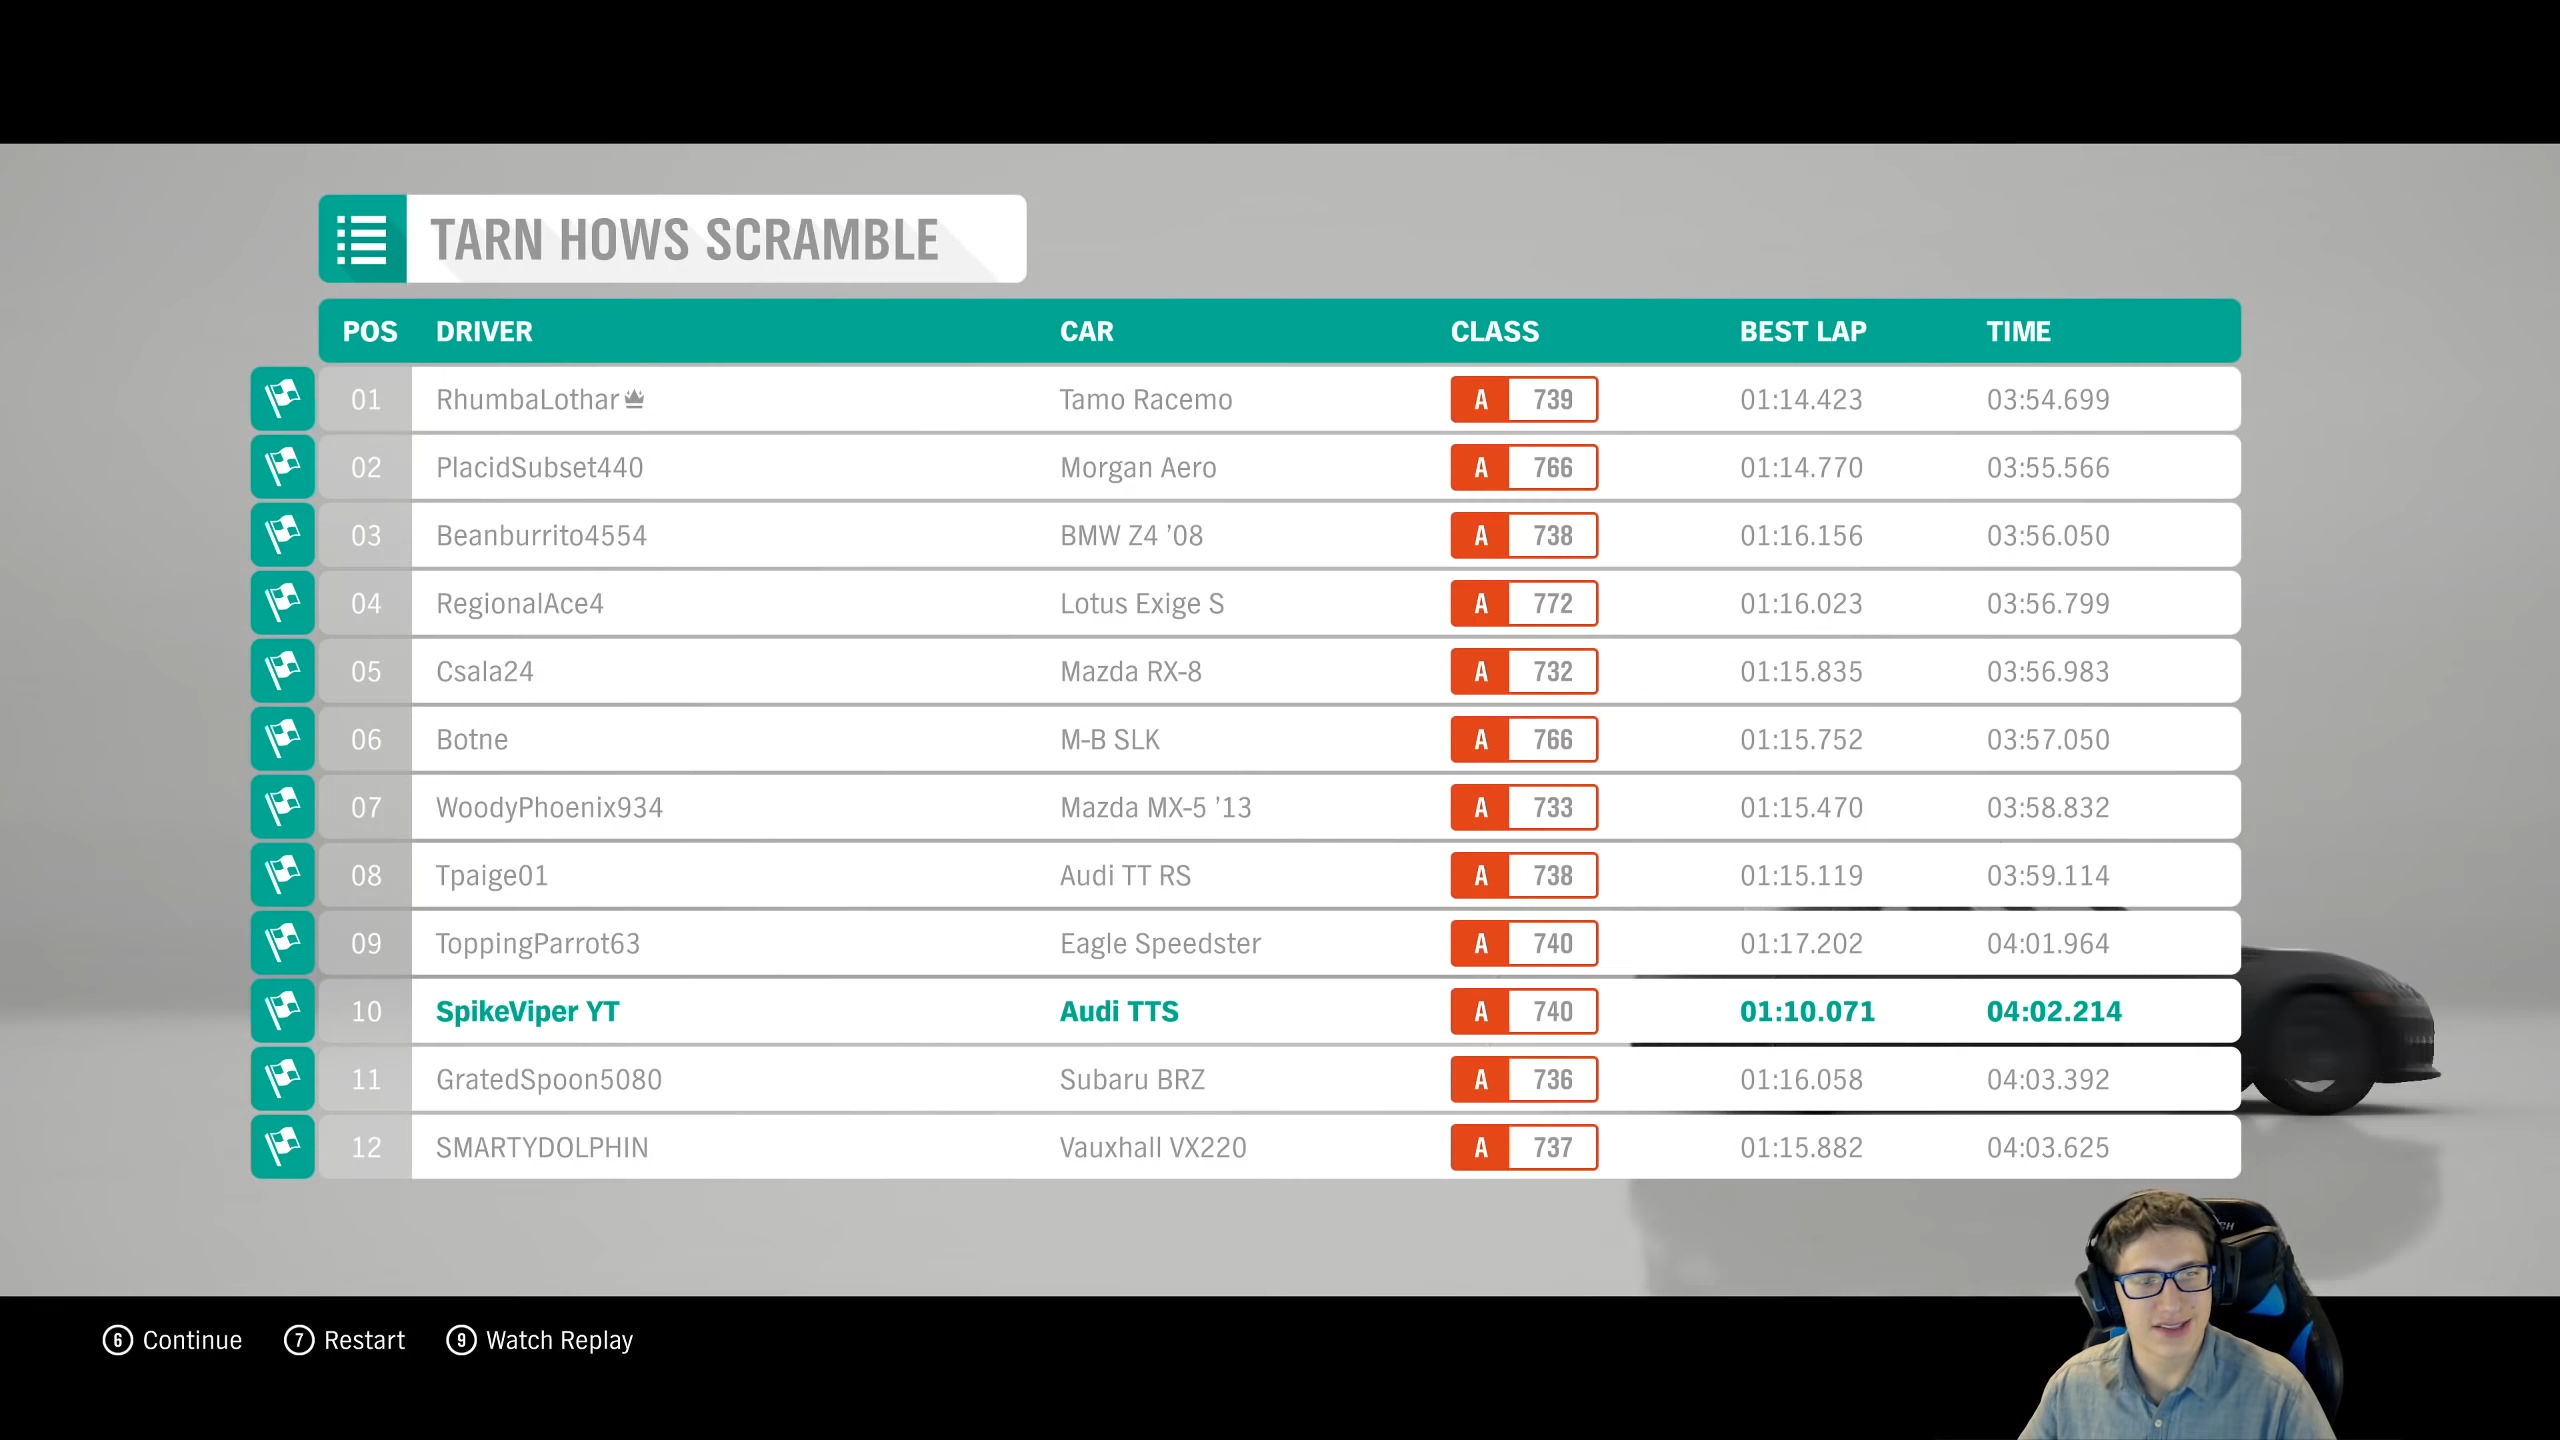 TARN HOWS SCRAMBLE
POS DRIVER CAR CLASS BEST LAP TIME
01 RhumbaLothar Tamo Racemo A 739 01:14.423 03:54.699
02 PlacidSubset440 Morgan Aero A 766 01:14.770 03:55.566
03 Beanburrito4554 BMW Z4 ’08 A 738 01:16.156 03:56.050
04 RegionalAce4 Lotus Exige S A 772 01:16.023 03:56.799
05 Csala24 Mazda RX-8 A 732 01:15.835 03:56.983
06 Botne M-B SLK A 766 01:15.752 03:57.050
07 WoodyPhoenix934 Mazda MX-5 ’13 A 733 01:15.470 03:58.832
08 Tpaige01 Audi TT RS A 738 01:15.119 03:59.114
09 ToppingParrot63 Eagle Speedster A 740 01:17.202 04:01.964
10 SpikeViper YT Audi TTS A 740 01:10.071 04:02.214
11 GratedSpoon5080 Subaru BRZ A 736 01:16.058 04:03.392
12 SMARTYDOLPHIN Vauxhall VX220 A 737 01:15.882 04:03.625
6 Continue 7 Restart 9 Watch Replay